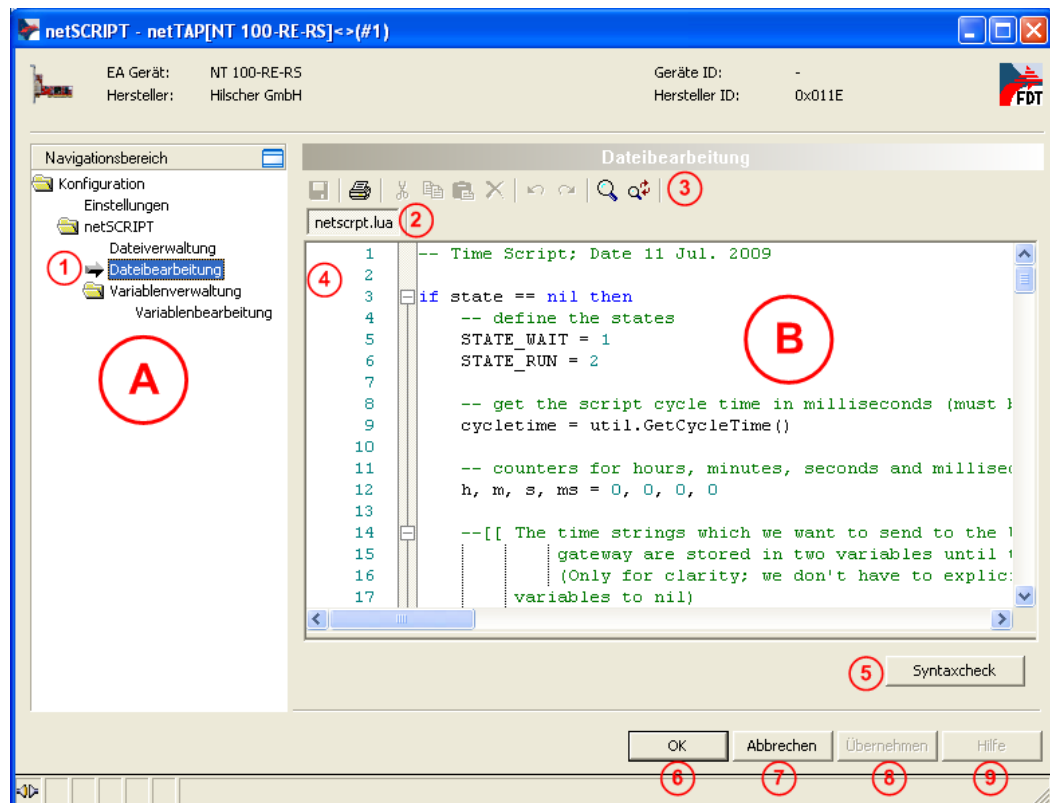 netSCRIPT - netTAP[NT 100-RE-RS]<>(#1)
EA Gerät: NT 100-RE-RS Geräte ID: -
Hersteller: Hilscher GmbH Hersteller ID: 0x011E
FDT
Navigationsbereich
Konfiguration
Einstellungen
netSCRIPT
Dateiverwaltung
1 Dateibearbeitung
Variablenverwaltung
Variablenbearbeitung
A
Dateibearbeitung
3
netscrpt.lua 2
4
B
1 -- Time Script; Date 11 Jul. 2009
2
3 if state == nil then
4 -- define the states
5 STATE_WAIT = 1
6 STATE_RUN = 2
7
8 -- get the script cycle time in milliseconds (must
9 cycletime = util.GetCycleTime()
10
11 -- counters for hours, minutes, seconds and millise
12 h, m, s, ms = 0, 0, 0, 0
13
14 --[[ The time strings which we want to send to the
15 gateway are stored in two variables until
16 (Only for clarity; we don't have to explic
17 variables to nil)
5 Syntaxcheck
OK Abbrechen Übernehmen Hilfe
6 7 8 9